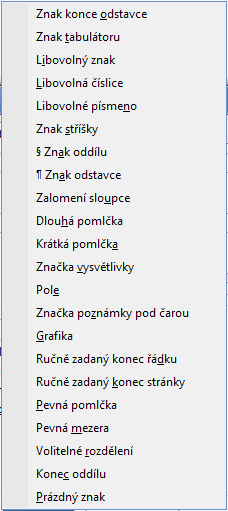 Znak konce odstavce
Znak tabulátoru
Libovolný znak
Libovolná číslice
Libovolné písmeno
Znak stříšky
§ Znak oddílu
¶ Znak odstavce
Zalomení sloupce
Dlouhá pomlčka
Krátká pomlčka
Značka vysvětlivky
Pole
Značka poznámky pod čarou
Grafika
Ručně zadaný konec řádku
Ručně zadaný konec stránky
Pevná pomlčka
Pevná mezera
Volitelné rozdělení
Konec oddílu
Prázdný znak